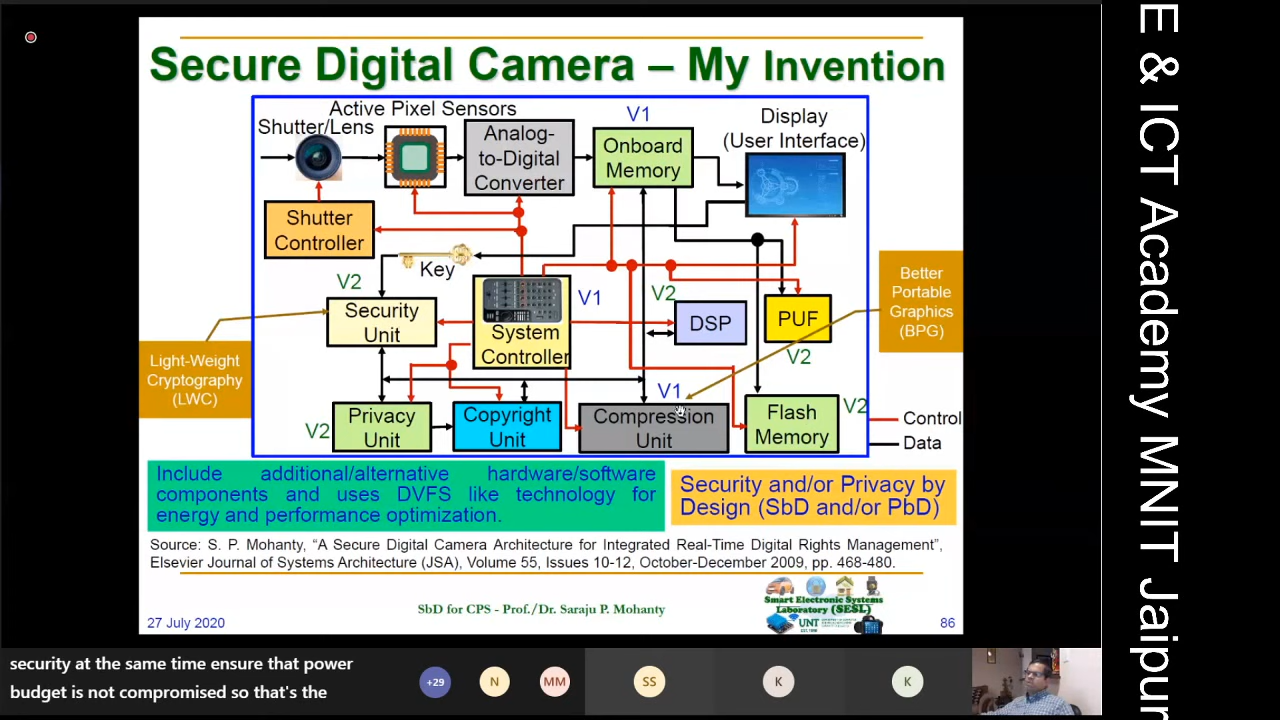 Secure Digital Camera – My Invention
Active Pixel Sensors
Shutter/Lens
Analog-
to-Digital
Converter
V1
Onboard
Memory
Display
(User Interface)
Shutter
Controller
Key
V2
Security
Unit
System
Controller
V1
V2
DSP
PUF
V2
Better
Portable
Graphics
(BPG)
Light-Weight
Cryptography
(LWC)
V2
Privacy
Unit
Copyright
Unit
V1
Compression
Unit
Flash
Memory
V2
Control
Data
Include additional/alternative hardware/software
components and uses DVFS like technology for
energy and performance optimization.
Security and/or Privacy by
Design (SbD and/or PbD)
Source: S. P. Mohanty, “A Secure Digital Camera Architecture for Integrated Real-Time Digital Rights Management”,
Elsevier Journal of Systems Architecture (JSA), Volume 55, Issues 10-12, October-December 2009, pp. 468-480.
27 July 2020
SbD for CPS - Prof./Dr. Saraju P. Mohanty
Smart Electronic Systems
Laboratory (SESL)
UNT
86
security at the same time ensure that power
budget is not compromised so that's the
+29
N
MM
SS
K
K
E & ICT Academy MNIT Jaipur